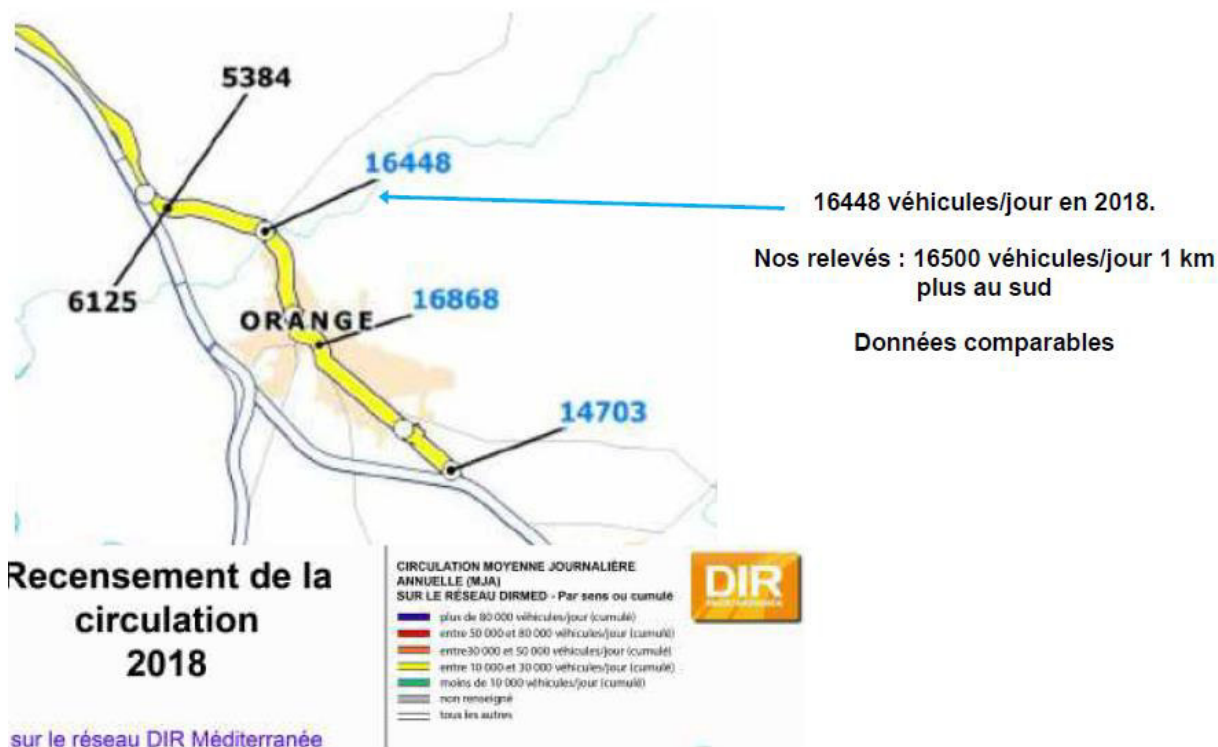 5384
16448
6125
ORANGE
16868
14703
16448 véhicules/jour en 2018.
Nos relevés : 16500 véhicules/jour 1 km
plus au sud
Données comparables
Recensement de la
circulation
2018
sur le réseau DIR Méditerranée
CIRCULATION MOYENNE JOURNALIÈRE
ANNUELLE (MJA)
SUR LE RÉSEAU DIRMED - Par sens ou cumulé
plus de 80 000 véhicules/jour (cumulé)
entre 50 000 et 80 000 véhicules/jour (cumulé)
entre30 000 et 50 000 véhicules/jour (cumulé)
entre 10 000 et 30 000 véhicules/jour (cumulé)
moins de 10 000 véhicules/jour (cumulé)
non renseigné
tous les autres
DIR